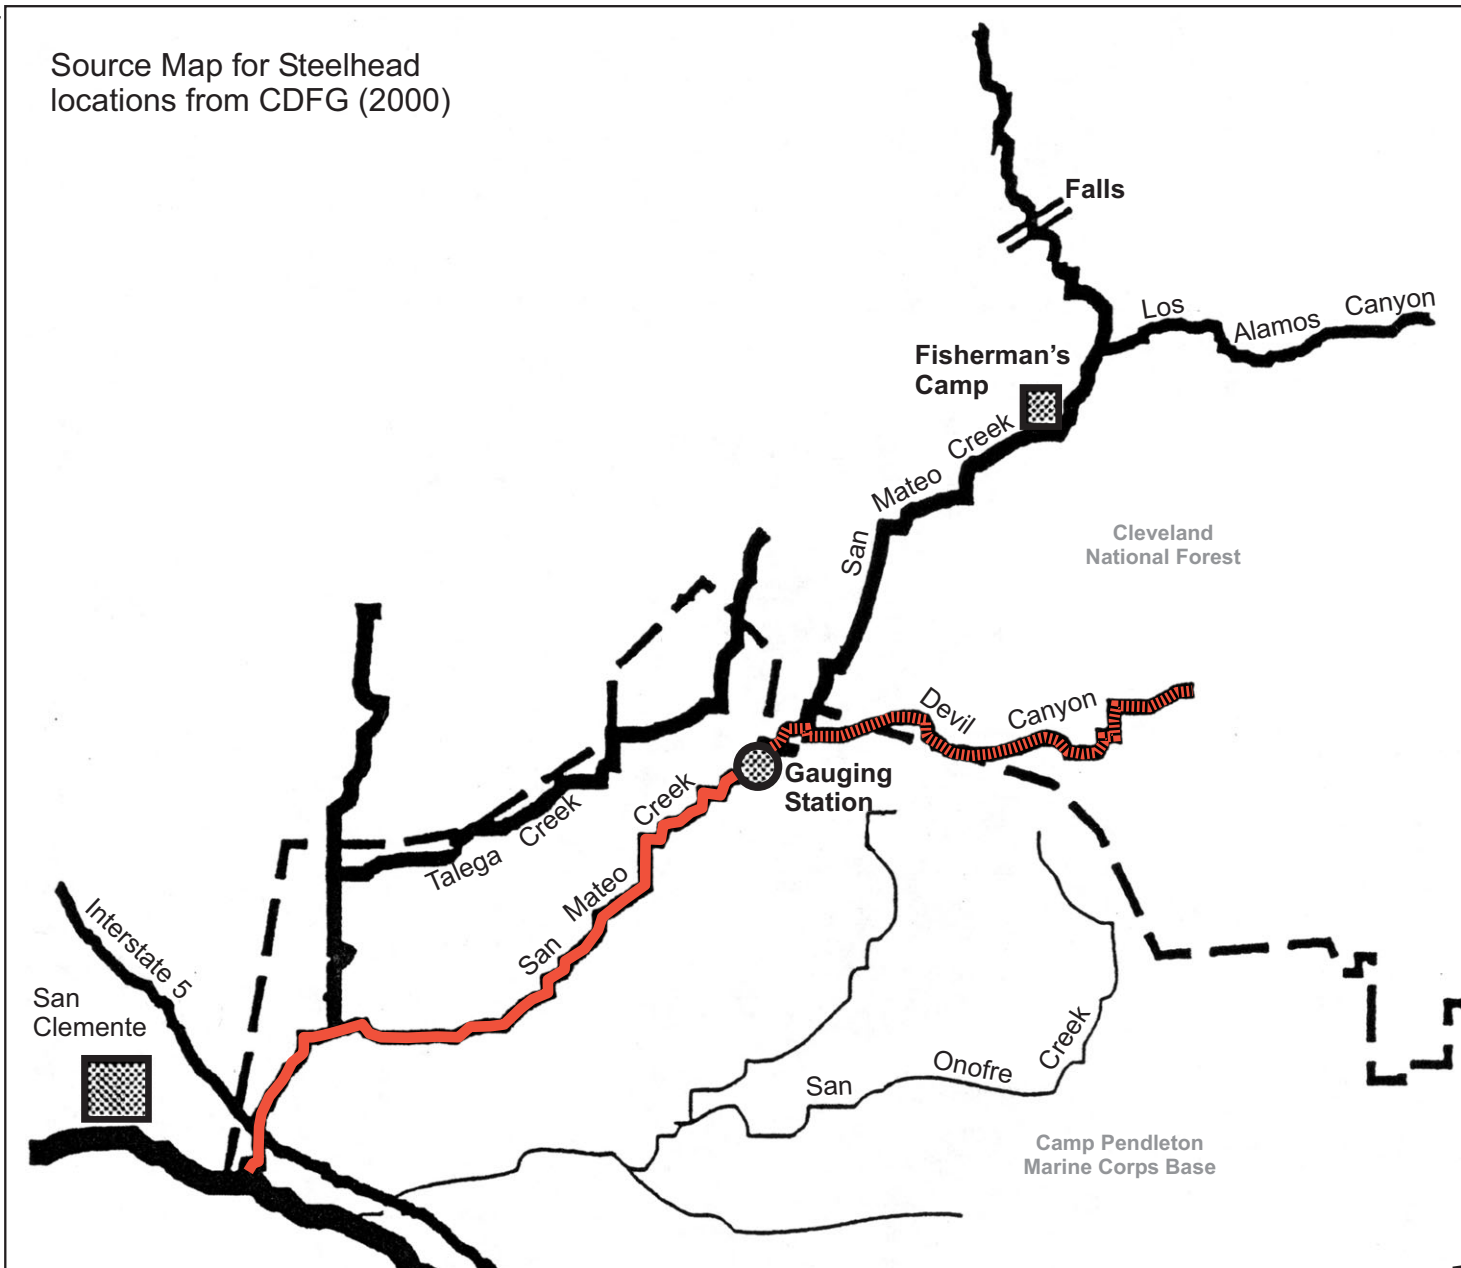 Source Map for Steelhead
locations from CDFG (2000)
Falls
Los Alamos Canyon
Fisherman’s
Camp
San Mateo Creek
Cleveland
National Forest
Devil Canyon
Gauging
Station
Talega Creek
San Mateo Creek
Interstate 5
San
Clemente
San Onofre Creek
Camp Pendleton
Marine Corps Base